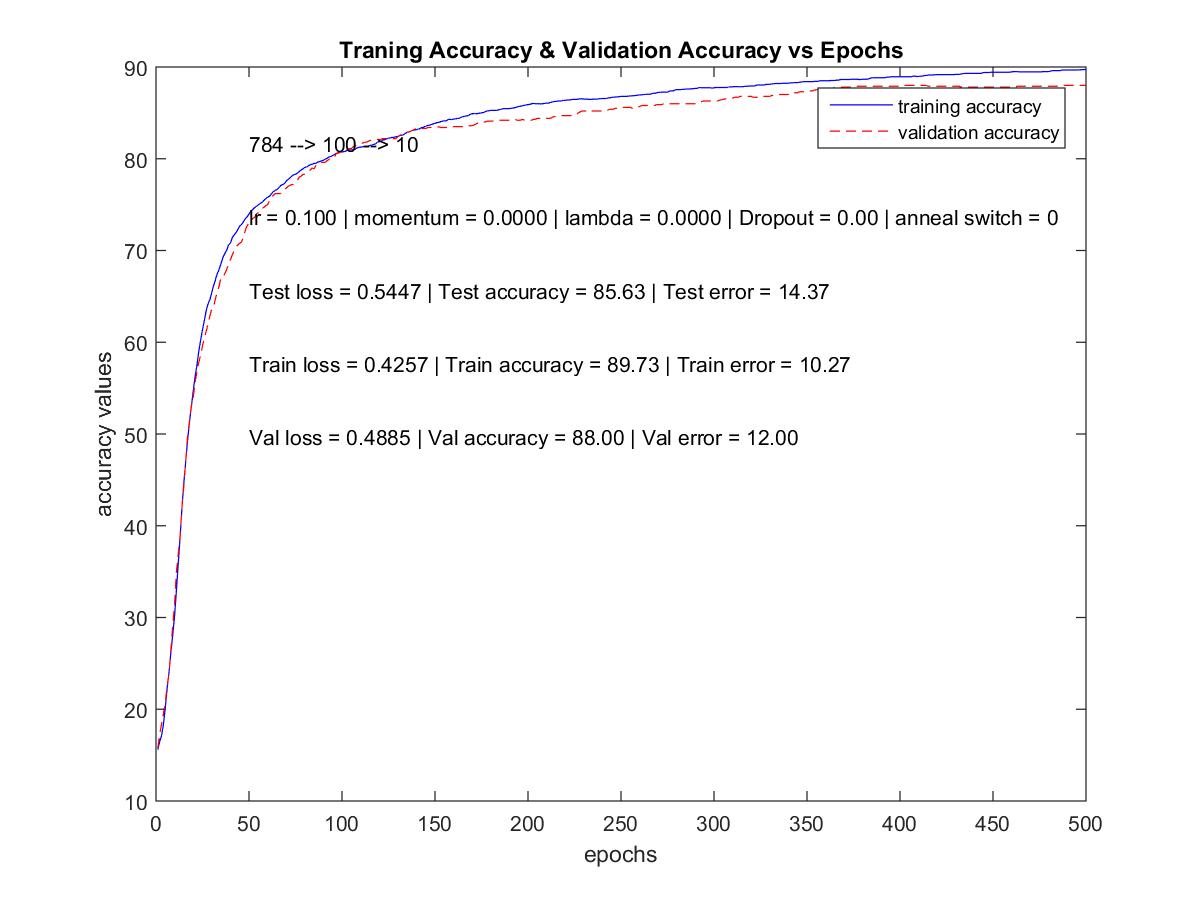 Traning Accuracy & Validation Accuracy vs Epochs
90
training accuracy
validation accuracy
784 --> 100 --> 10
80
lr = 0.100 | momentum = 0.0000 | lambda = 0.0000 | Dropout = 0.00 | anneal switch = 0
70
Test loss = 0.5447 | Test accuracy = 85.63 | Test error = 14.37
60
Train loss = 0.4257 | Train accuracy = 89.73 | Train error = 10.27
accuracy values
50
Val loss = 0.4885 | Val accuracy = 88.00 | Val error = 12.00
40
30
20
10
0 50 100 150 200 250 300 350 400 450 500
epochs